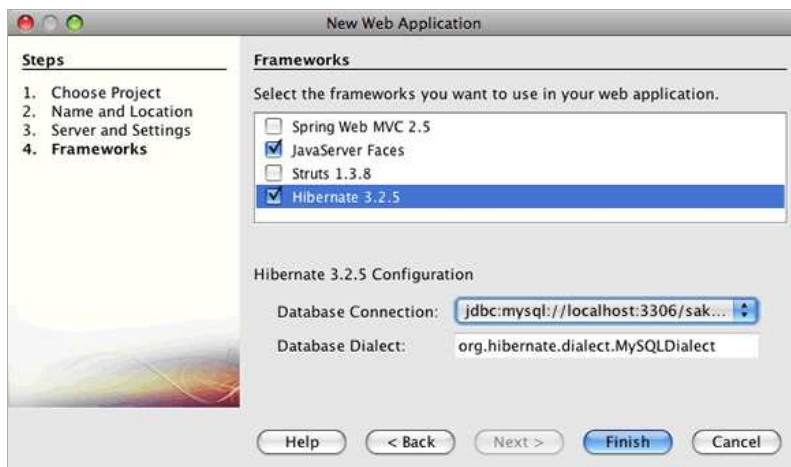 New Web Application
Steps
1. Choose Project
2. Name and Location
3. Server and Settings
4. Frameworks
Frameworks
Select the frameworks you want to use in your web application.
Spring Web MVC 2.5
JavaServer Faces
Struts 1.3.8
Hibernate 3.2.5
Hibernate 3.2.5 Configuration
Database Connection: jdbc:mysql://localhost:3306/sak...
Database Dialect: org.hibernate.dialect.MySQLDialect
Help < Back Next > Finish Cancel